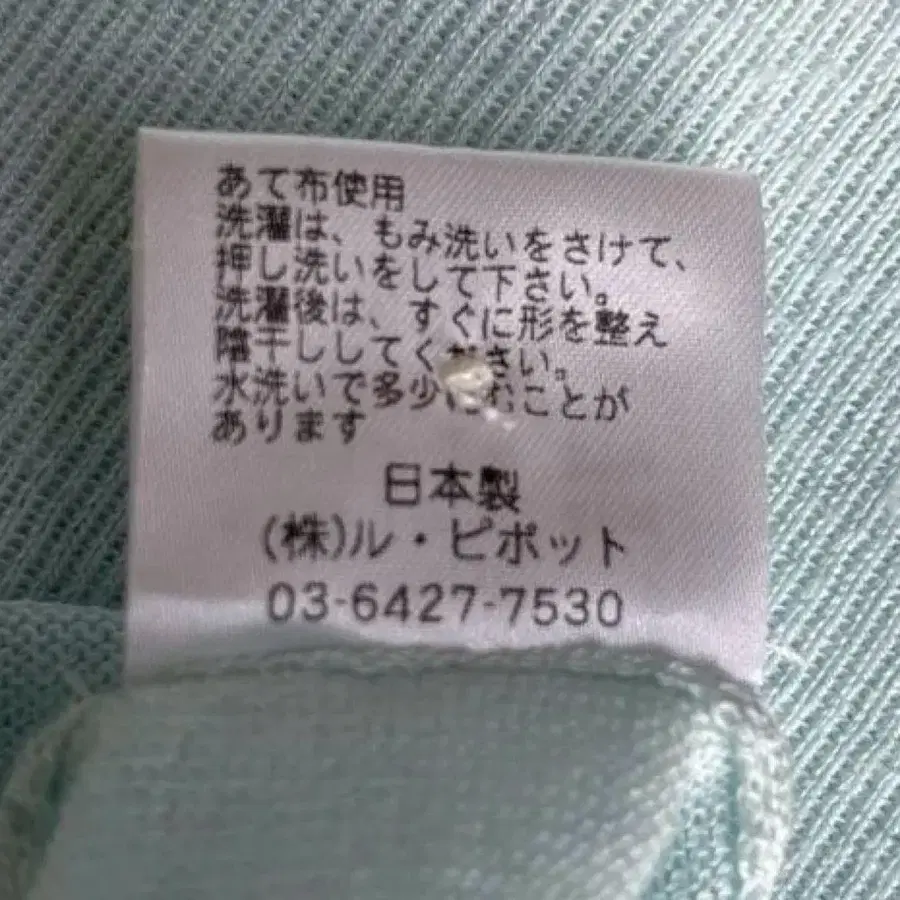 あて布使用
洗濯は、もみ洗いをさけて、
押し洗いをして下さい。
洗濯後は、すぐに形を整え
陰干ししてください。
水洗いで多少 むことが
あります
日本製
(株)ル・ピポット
03-6427-7530